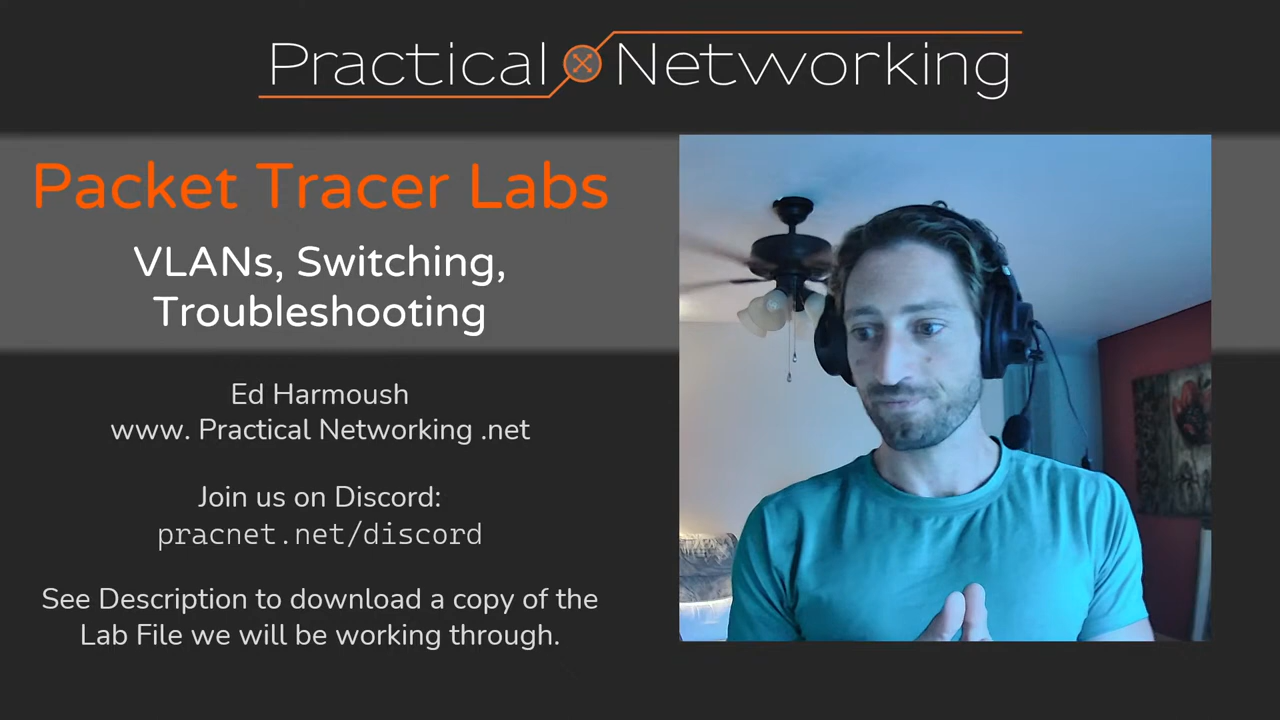 Practical Networking
Packet Tracer Labs
VLANs, Switching,
Troubleshooting
Ed Harmoush
www. Practical Networking .net
Join us on Discord:
pracnet.net/discord
See Description to download a copy of the
Lab File we will be working through.